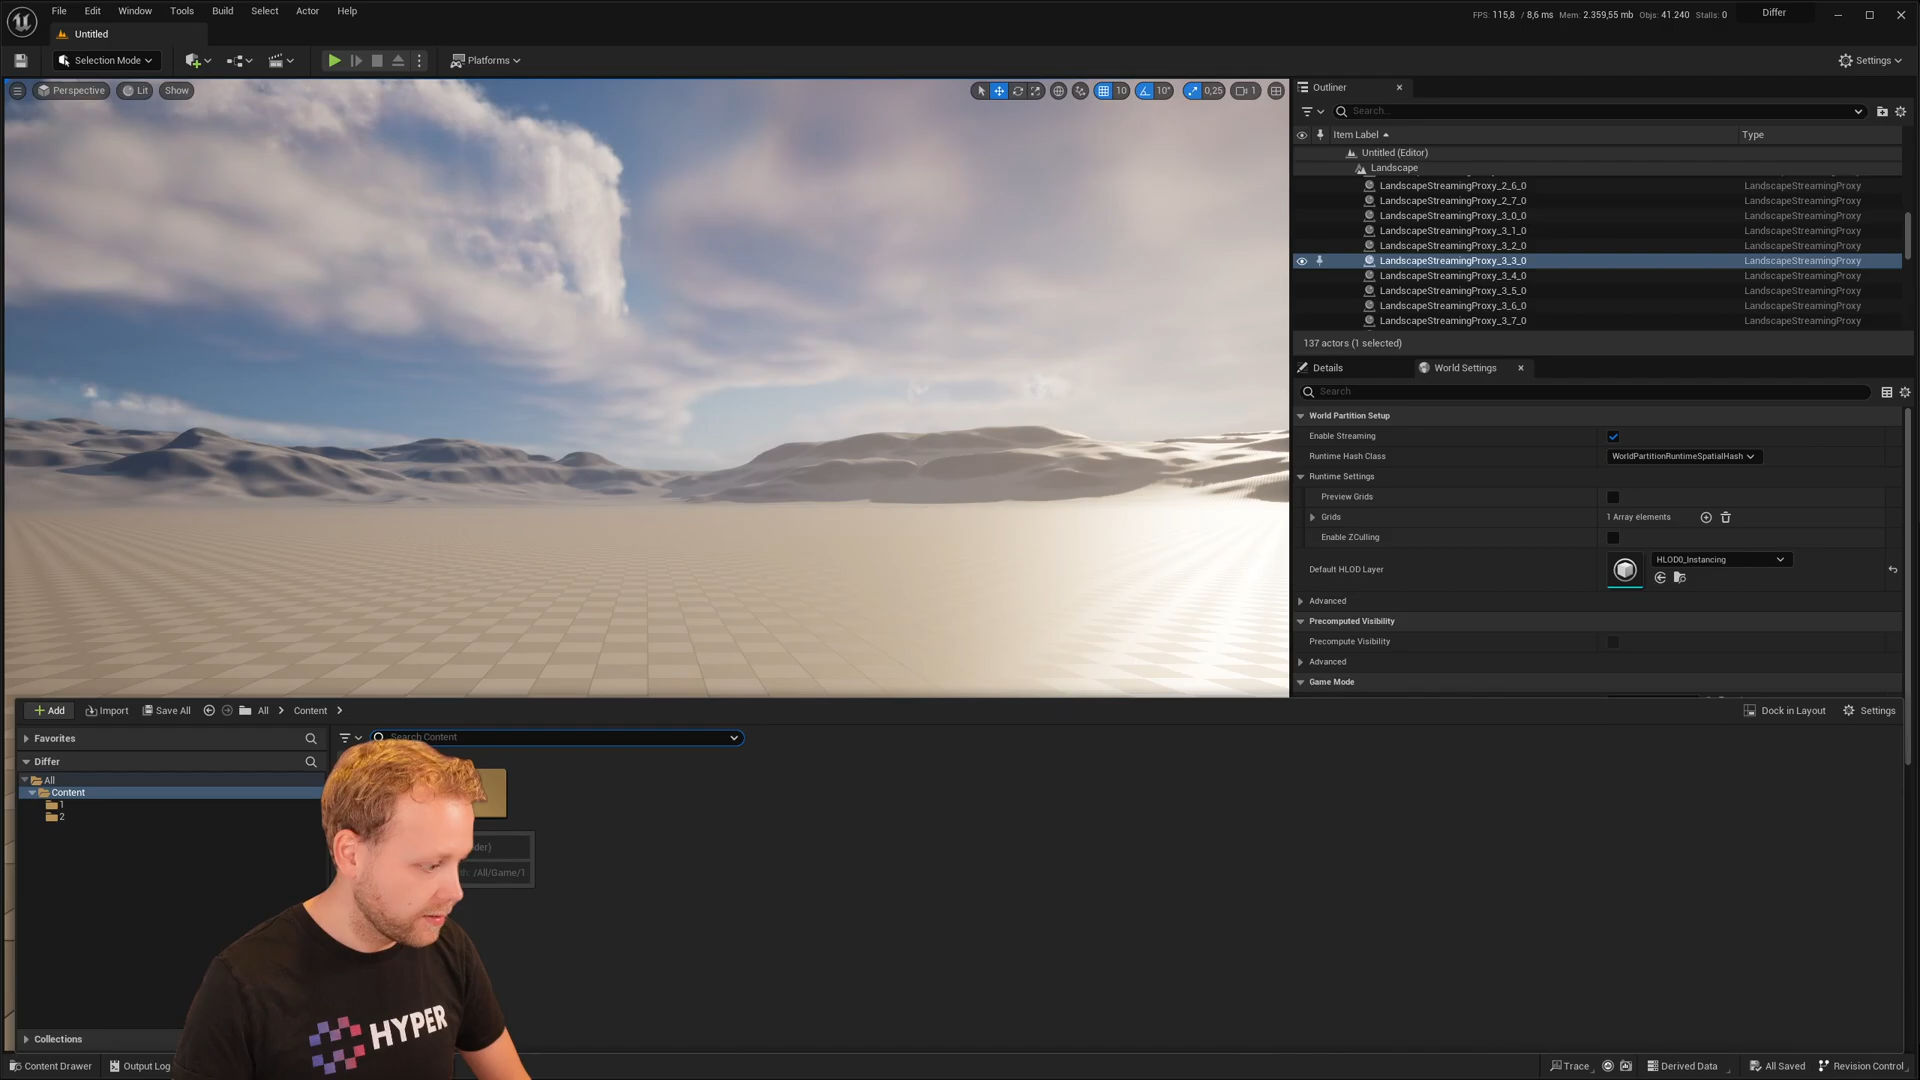 File Edit Window Tools Build Select Actor Help
FPS: 115,8 / 8,6 ms Mem: 2.359,55 mb Objs: 41.240 Stalls: 0
Differ
Untitled
Selection Mode
Platforms
Settings
Perspective Lit Show
10 10° 0,25 1
Outliner
Search...
Item Label Type
Untitled (Editor)
Landscape
LandscapeStreamingProxy_2_6_0 LandscapeStreamingProxy
LandscapeStreamingProxy_2_7_0 LandscapeStreamingProxy
LandscapeStreamingProxy_3_0_0 LandscapeStreamingProxy
LandscapeStreamingProxy_3_1_0 LandscapeStreamingProxy
LandscapeStreamingProxy_3_2_0 LandscapeStreamingProxy
LandscapeStreamingProxy_3_3_0 LandscapeStreamingProxy
LandscapeStreamingProxy_3_4_0 LandscapeStreamingProxy
LandscapeStreamingProxy_3_5_0 LandscapeStreamingProxy
LandscapeStreamingProxy_3_6_0 LandscapeStreamingProxy
LandscapeStreamingProxy_3_7_0 LandscapeStreamingProxy
137 actors (1 selected)
Details World Settings
Search
World Partition Setup
Enable Streaming
Runtime Hash Class WorldPartitionRuntimeSpatialHash
Runtime Settings
Preview Grids
Grids 1 Array elements
Enable ZCulling
Default HLOD Layer HLOD0_Instancing
Advanced
Precomputed Visibility
Precompute Visibility
Advanced
Game Mode
Add Import Save All All Content
Dock in Layout Settings
Favorites
Search Content
Differ
All
Content
1
2
/All/Game/1
HYPER
Collections
Content Drawer Output Log
Trace Derived Data All Saved Revision Control